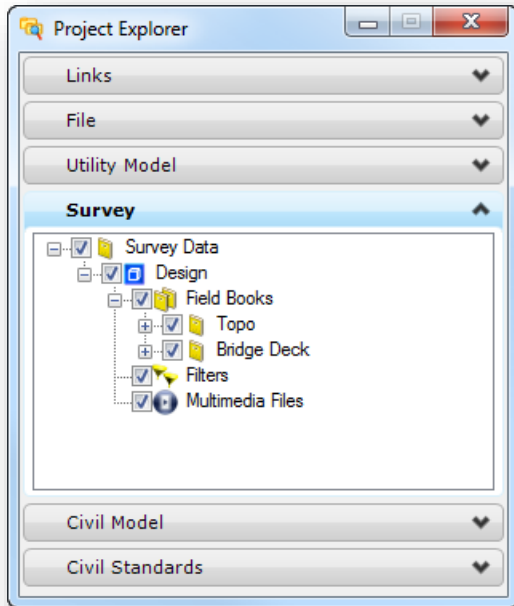 Project Explorer
Links
File
Utility Model
Survey
Survey Data
Design
Field Books
Topo
Bridge Deck
Filters
Multimedia Files
Civil Model
Civil Standards